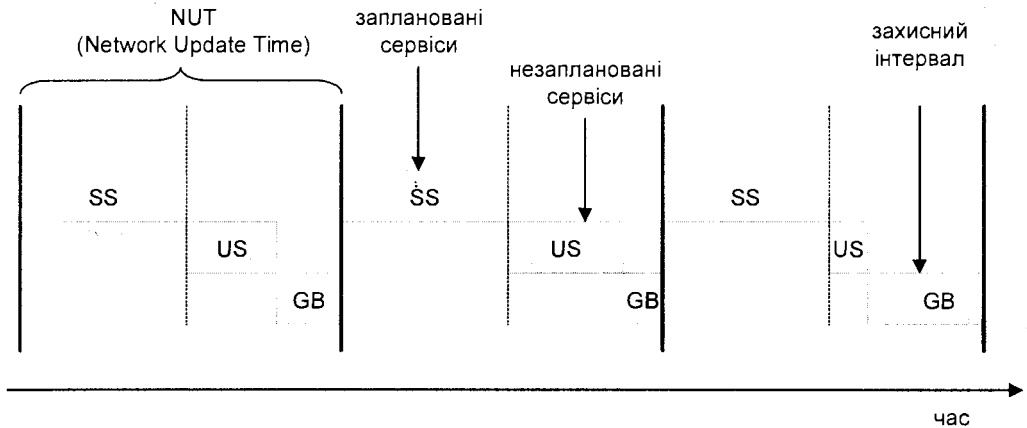 NUT
(Network Update Time)
заплановані
сервіси
незаплановані
сервіси
захисний
інтервал
SS
SS
SS
US
US
US
GB
GB
GB
час